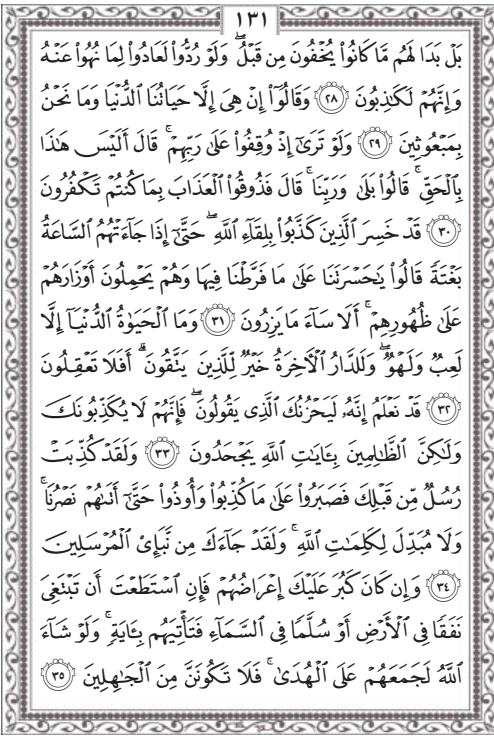 ١٣١
بَلۡ بَدَا لَهُم مَّا كَانُواْ يُخۡفُونَ مِن قَبۡلُۖ وَلَوۡ رُدُّواْ لَعَادُواْ لِمَا نُهُواْ عَنۡهُ
وَإِنَّهُمۡ لَكَٰذِبُونَ ٢٨ وَقَالُوٓاْ إِنۡ هِيَ إِلَّا حَيَاتُنَا ٱلدُّنۡيَا وَمَا نَحۡنُ
بِمَبۡعُوثِينَ ٢٩ وَلَوۡ تَرَىٰٓ إِذۡ وُقِفُواْ عَلَىٰ رَبِّهِمۡۚ قَالَ أَلَيۡسَ هَٰذَا
بِٱلۡحَقِّۚ قَالُواْ بَلَىٰ وَرَبِّنَاۚ قَالَ فَذُوقُواْ ٱلۡعَذَابَ بِمَا كُنتُمۡ تَكۡفُرُونَ
٣٠ قَدۡ خَسِرَ ٱلَّذِينَ كَذَّبُواْ بِلِقَآءِ ٱللَّهِۖ حَتَّىٰٓ إِذَا جَآءَتۡهُمُ ٱلسَّاعَةُ
بَغۡتَةٗ قَالُواْ يَٰحَسۡرَتَنَا عَلَىٰ مَا فَرَّطۡنَا فِيهَا وَهُمۡ يَحۡمِلُونَ أَوۡزَارَهُمۡ
عَلَىٰ ظُهُورِهِمۡۚ أَلَا سَآءَ مَا يَزِرُونَ ٣١ وَمَا ٱلۡحَيَوٰةُ ٱلدُّنۡيَآ إِلَّا
لَعِبٞ وَلَهۡوٞۖ وَلَلدَّارُ ٱلۡأٓخِرَةُ خَيۡرٞ لِّلَّذِينَ يَتَّقُونَۚ أَفَلَا تَعۡقِلُونَ
٣٢ قَدۡ نَعۡلَمُ إِنَّهُۥ لَيَحۡزُنُكَ ٱلَّذِي يَقُولُونَۖ فَإِنَّهُمۡ لَا يُكَذِّبُونَكَ
وَلَٰكِنَّ ٱلظَّٰلِمِينَ بِـَٔايَٰتِ ٱللَّهِ يَجۡحَدُونَ ٣٣ وَلَقَدۡ كُذِّبَتۡ
رُسُلٞ مِّن قَبۡلِكَ فَصَبَرُواْ عَلَىٰ مَا كُذِّبُواْ وَأُوذُواْ حَتَّىٰٓ أَتَىٰهُمۡ نَصۡرُنَاۚ
وَلَا مُبَدِّلَ لِكَلِمَٰتِ ٱللَّهِۚ وَلَقَدۡ جَآءَكَ مِن نَّبَإِيْ ٱلۡمُرۡسَلِينَ
٣٤ وَإِن كَانَ كَبُرَ عَلَيۡكَ إِعۡرَاضُهُمۡ فَإِنِ ٱسۡتَطَعۡتَ أَن تَبۡتَغِيَ
نَفَقٗا فِي ٱلۡأَرۡضِ أَوۡ سُلَّمٗا فِي ٱلسَّمَآءِ فَتَأۡتِيَهُم بِـَٔايَةٖۚ وَلَوۡ شَآءَ
ٱللَّهُ لَجَمَعَهُمۡ عَلَى ٱلۡهُدَىٰۚ فَلَا تَكُونَنَّ مِنَ ٱلۡجَٰهِلِينَ ٣٥